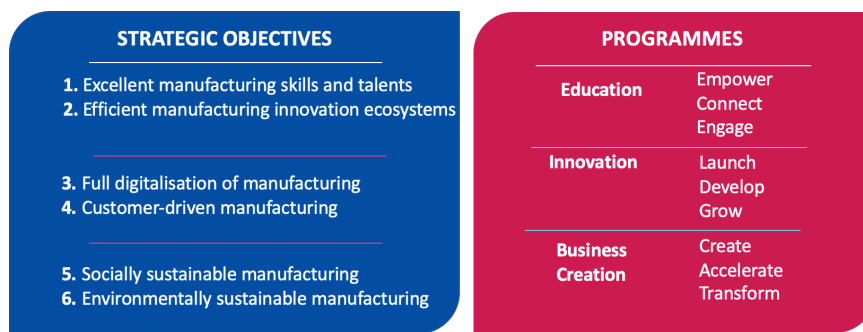 STRATEGIC OBJECTIVES
1. Excellent manufacturing skills and talents
2. Efficient manufacturing innovation ecosystems
3. Full digitalisation of manufacturing
4. Customer-driven manufacturing
5. Socially sustainable manufacturing
6. Environmentally sustainable manufacturing
PROGRAMMES
Education
Empower
Connect
Engage
Innovation
Launch
Develop
Grow
Business
Creation
Create
Accelerate
Transform